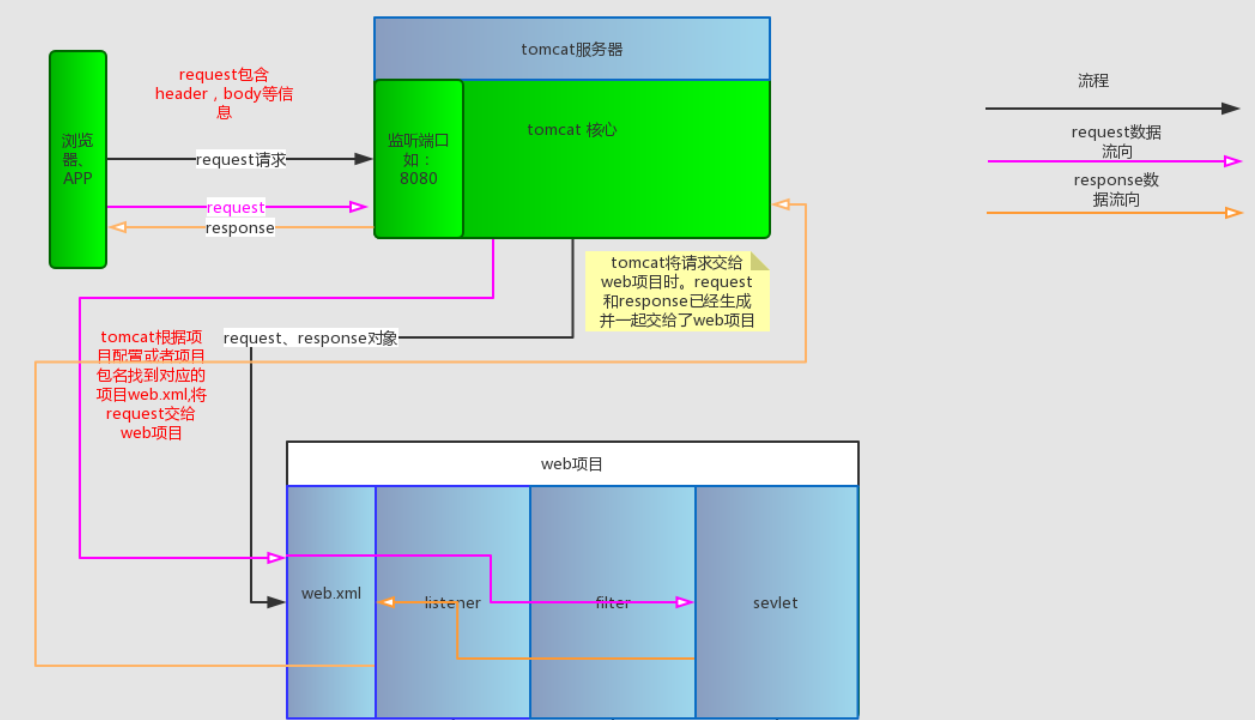 tomcat服务器
request包含
header，body等信
息
浏览
器、
APP
request请求
监听端口
如：
8080
tomcat 核心
request
response
流程
request数据
流向
response数
据流向
tomcat将请求交给
web项目时。request
和response已经生成
并一起交给了web项目
request、response对象
tomcat根据项
目配置或者项目
包名找到对应的
项目web.xml,将
request交给
web项目
web项目
web.xml
listener
filter
sevlet